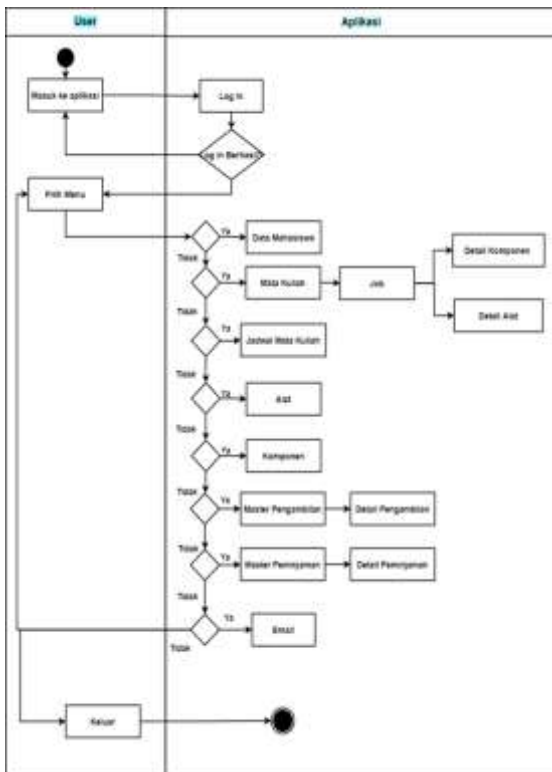 User
Aplikasi
Masuk ke aplikasi
Log In
Log In Berhasil?
Pilih Menu
Ya
Data Mahasiswa
Tidak
Ya
Mata Kuliah
Job
Detail Komponen
Detail Alat
Tidak
Ya
Jadwal Mata Kuliah
Tidak
Ya
Alat
Tidak
Ya
Komponen
Tidak
Ya
Master Pengambilan
Detail Pengambilan
Tidak
Ya
Master Peminjaman
Detail Peminjaman
Tidak
Ya
Email
Tidak
Keluar